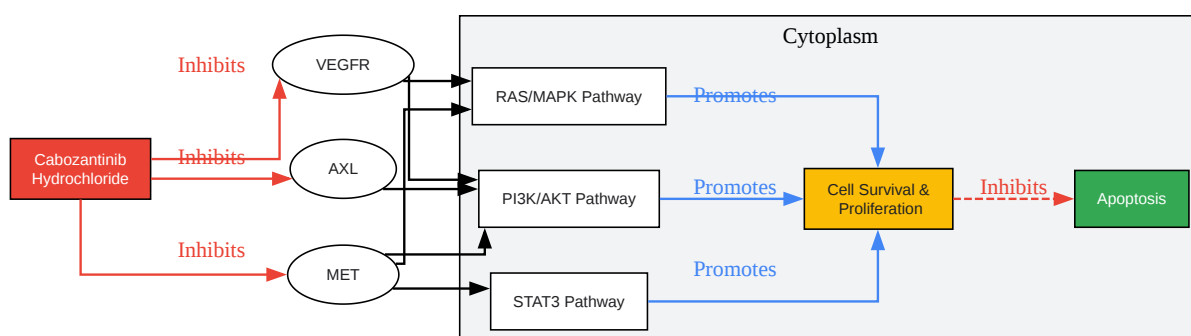 Cytoplasm
Inhibits
VEGFR
RAS/MAPK Pathway
Promotes
Cabozantinib
Hydrochloride
Inhibits
AXL
PI3K/AKT Pathway
Promotes
Cell Survival &
Proliferation
Inhibits
Apoptosis
Inhibits
MET
STAT3 Pathway
Promotes